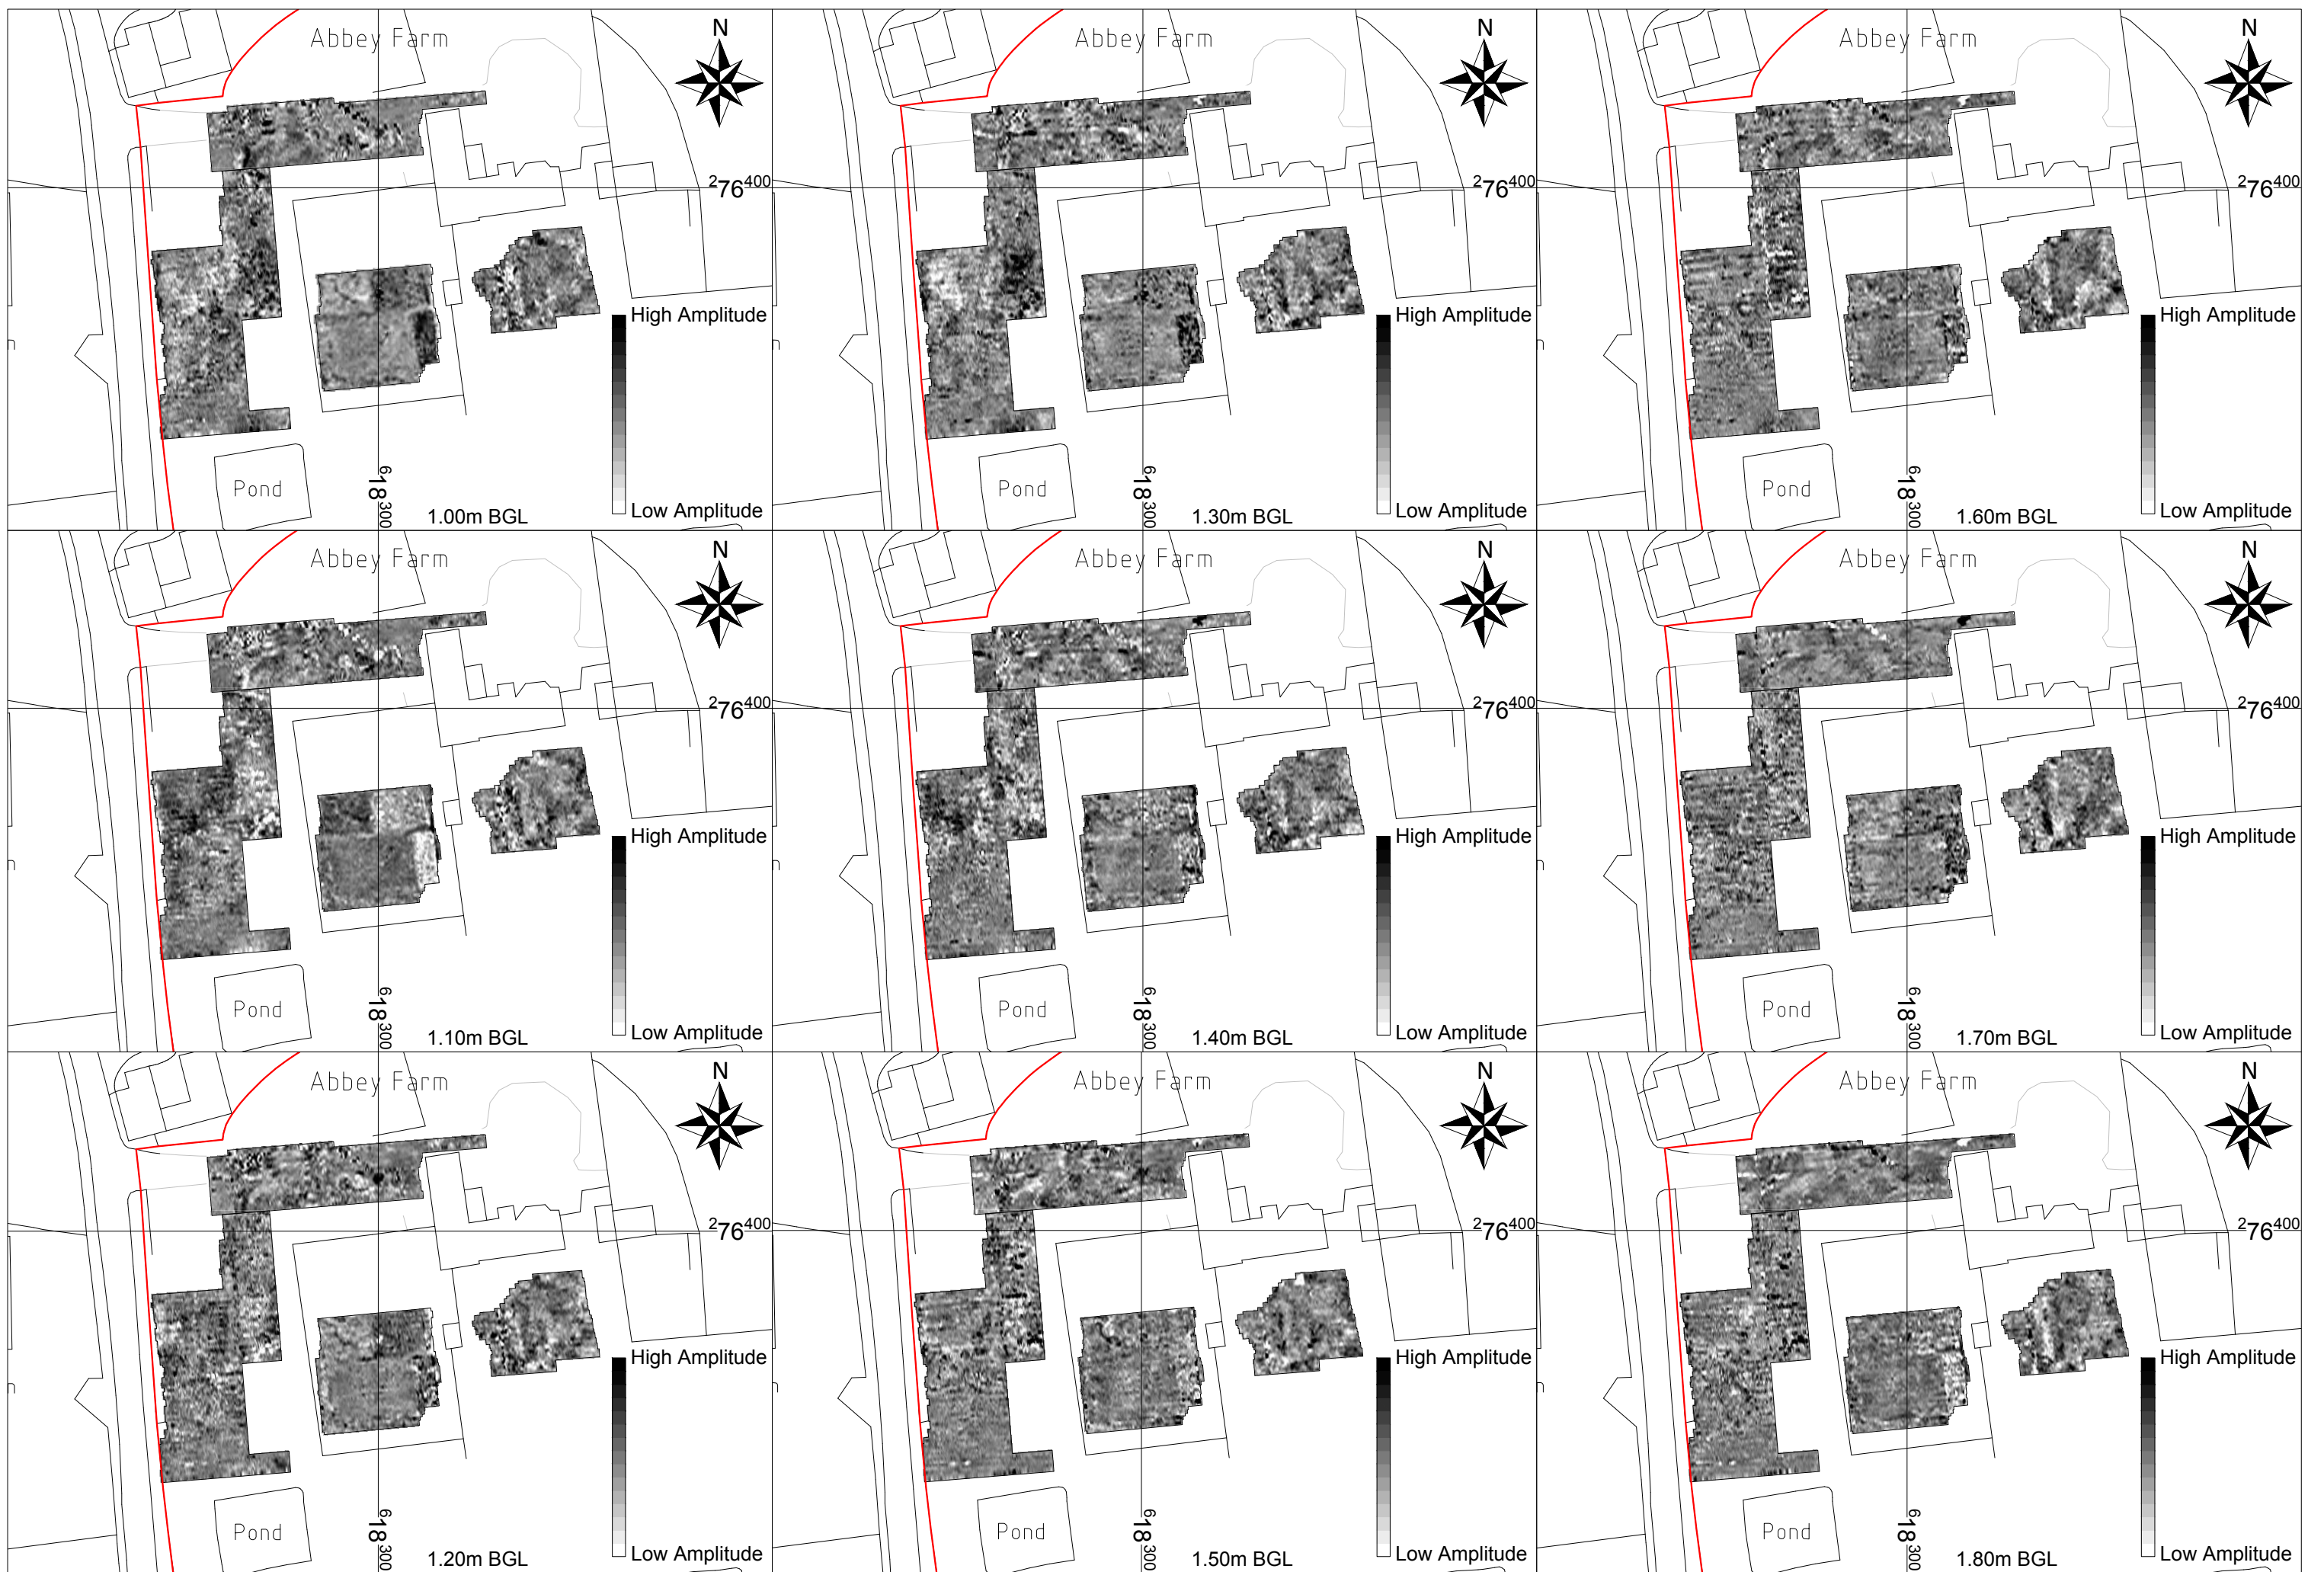 Abbey Farm
N
²76⁴⁰⁰
High Amplitude
Pond
⁶18³⁰⁰
1.00m BGL
Low Amplitude
Abbey Farm
N
²76⁴⁰⁰
High Amplitude
Pond
⁶18³⁰⁰
1.30m BGL
Low Amplitude
Abbey Farm
N
²76⁴⁰⁰
High Amplitude
Pond
⁶18³⁰⁰
1.60m BGL
Low Amplitude
Abbey Farm
N
²76⁴⁰⁰
High Amplitude
Pond
⁶18³⁰⁰
1.10m BGL
Low Amplitude
Abbey Farm
N
²76⁴⁰⁰
High Amplitude
Pond
⁶18³⁰⁰
1.40m BGL
Low Amplitude
Abbey Farm
N
²76⁴⁰⁰
High Amplitude
Pond
⁶18³⁰⁰
1.70m BGL
Low Amplitude
Abbey Farm
N
²76⁴⁰⁰
High Amplitude
Pond
⁶18³⁰⁰
1.20m BGL
Low Amplitude
Abbey Farm
N
²76⁴⁰⁰
High Amplitude
Pond
⁶18³⁰⁰
1.50m BGL
Low Amplitude
Abbey Farm
N
²76⁴⁰⁰
High Amplitude
Pond
⁶18³⁰⁰
1.80m BGL
Low Amplitude